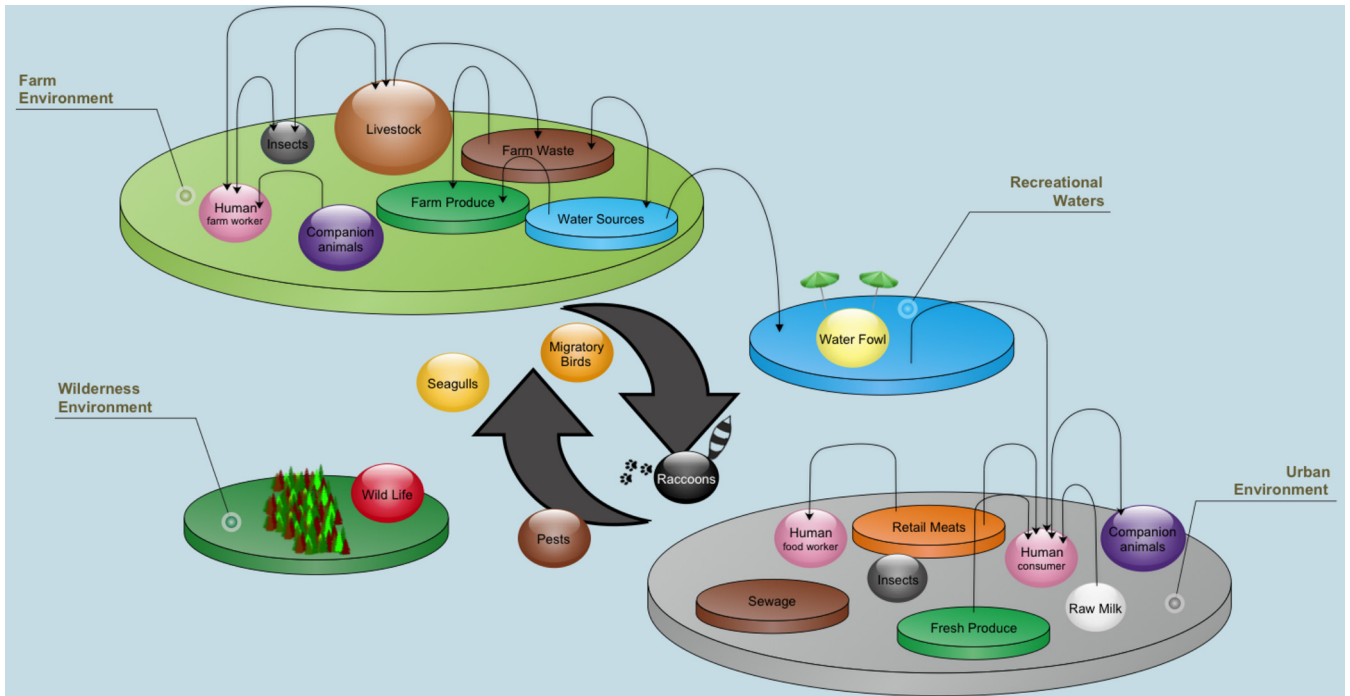 Farm
Environment
Livestock
Insects
Farm Waste
Human
farm worker
Farm Produce
Water Sources
Companion
animals
Recreational
Waters
Water Fowl
Migratory
Birds
Seagulls
Wilderness
Environment
Raccoons
Wild Life
Pests
Urban
Environment
Human
food worker
Retail Meats
Human
consumer
Companion
animals
Insects
Sewage
Raw Milk
Fresh Produce